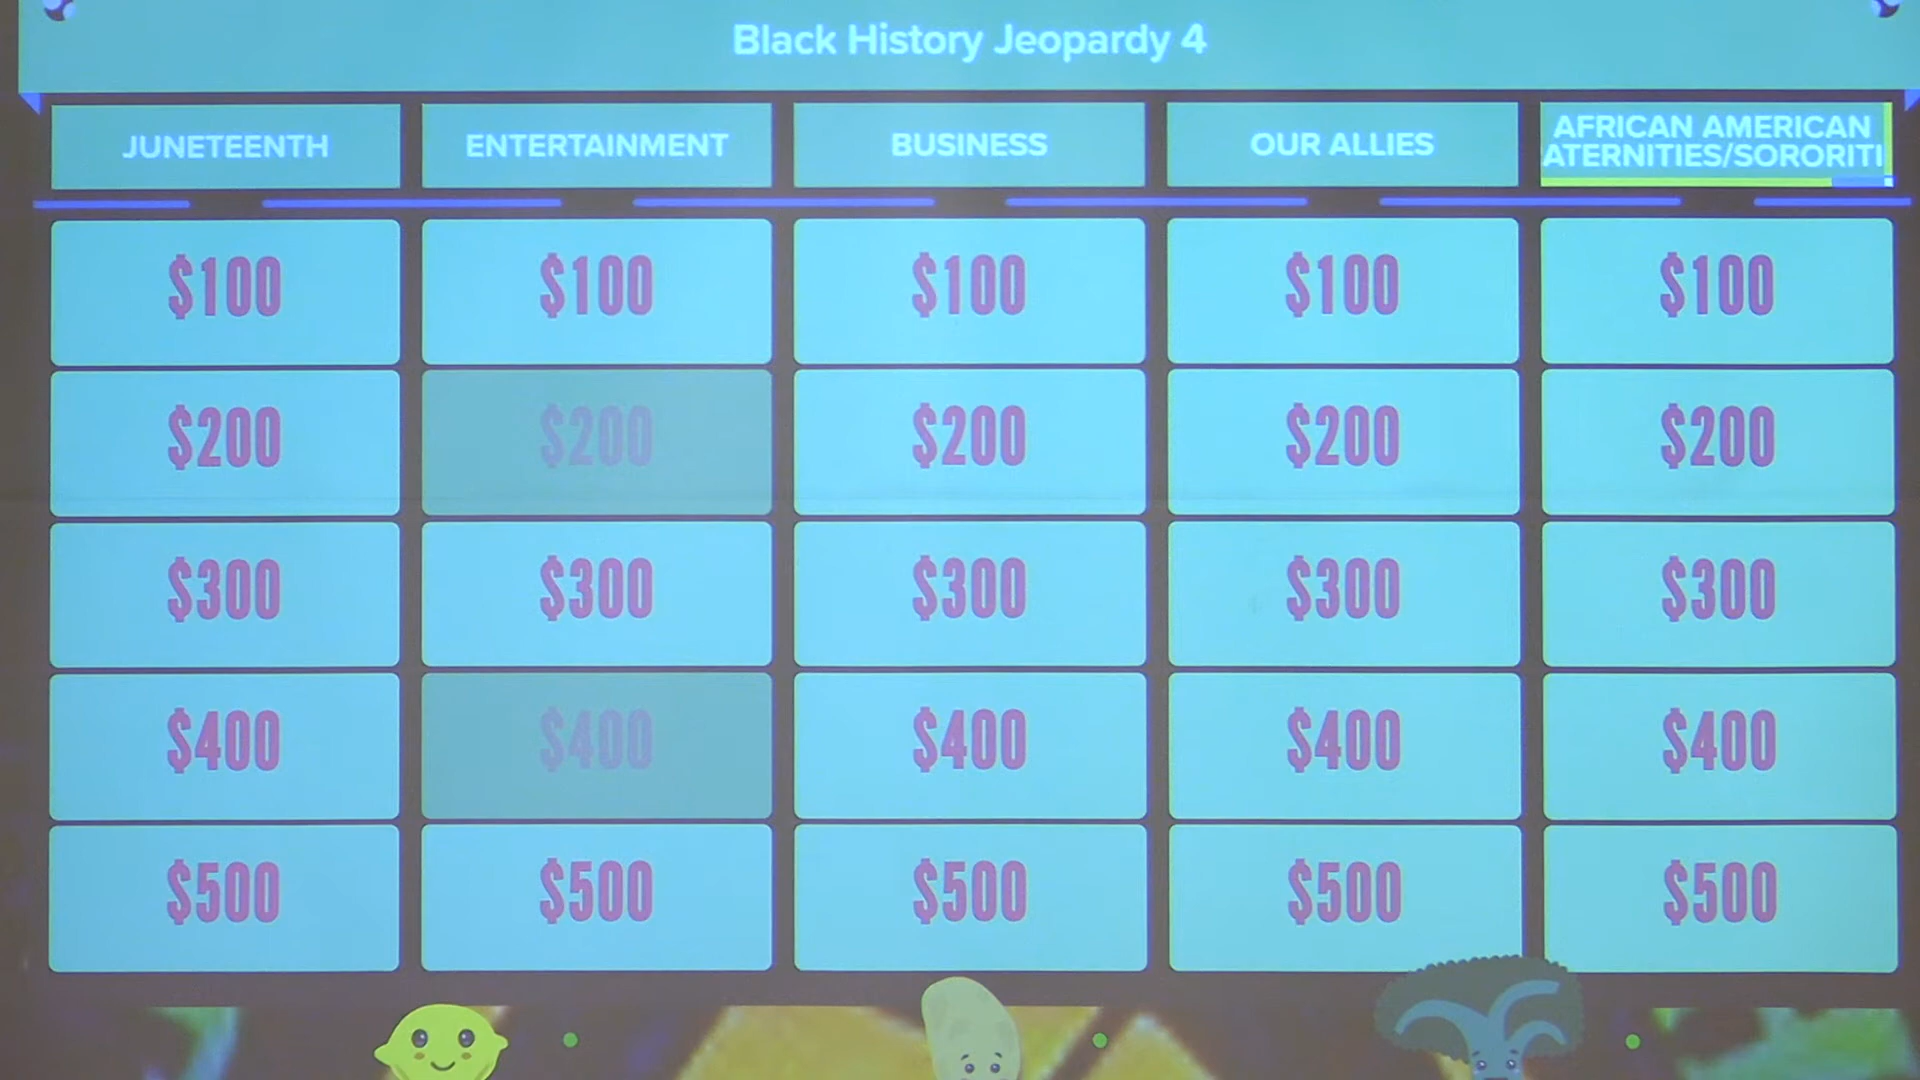 Black History Jeopardy 4
JUNETEENTH
ENTERTAINMENT
BUSINESS
OUR ALLIES
AFRICAN AMERICAN
ATERNITIES/SORORITI
$100 $100 $100 $100 $100
$200 $200 $200 $200 $200
$300 $300 $300 $300 $300
$400 $400 $400 $400 $400
$500 $500 $500 $500 $500